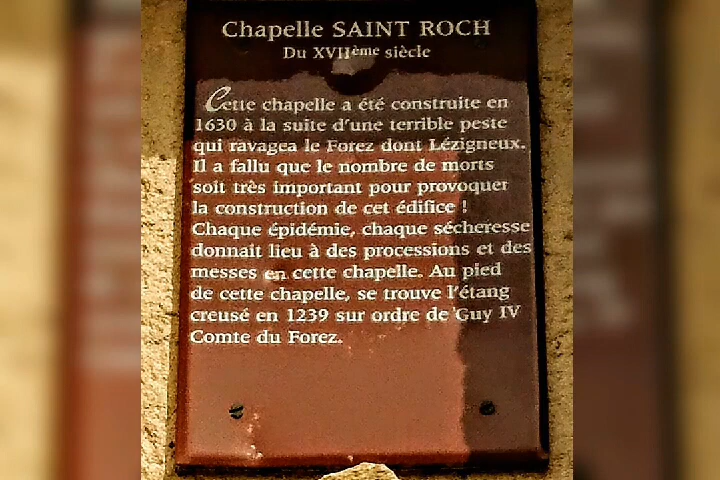 Chapelle SAINT ROCH
Du XVIIème siècle
Cette chapelle a été construite en
1630 à la suite d'une terrible peste
qui ravagea le Forez dont Lézigneux.
Il a fallu que le nombre de morts
soit très important pour provoquer
la construction de cet édifice !
Chaque épidémie, chaque sécheresse
donnait lieu à des processions et des
messes en cette chapelle. Au pied
de cette chapelle, se trouve l'étang
creusé en 1239 sur ordre de Guy IV
Comte du Forez.